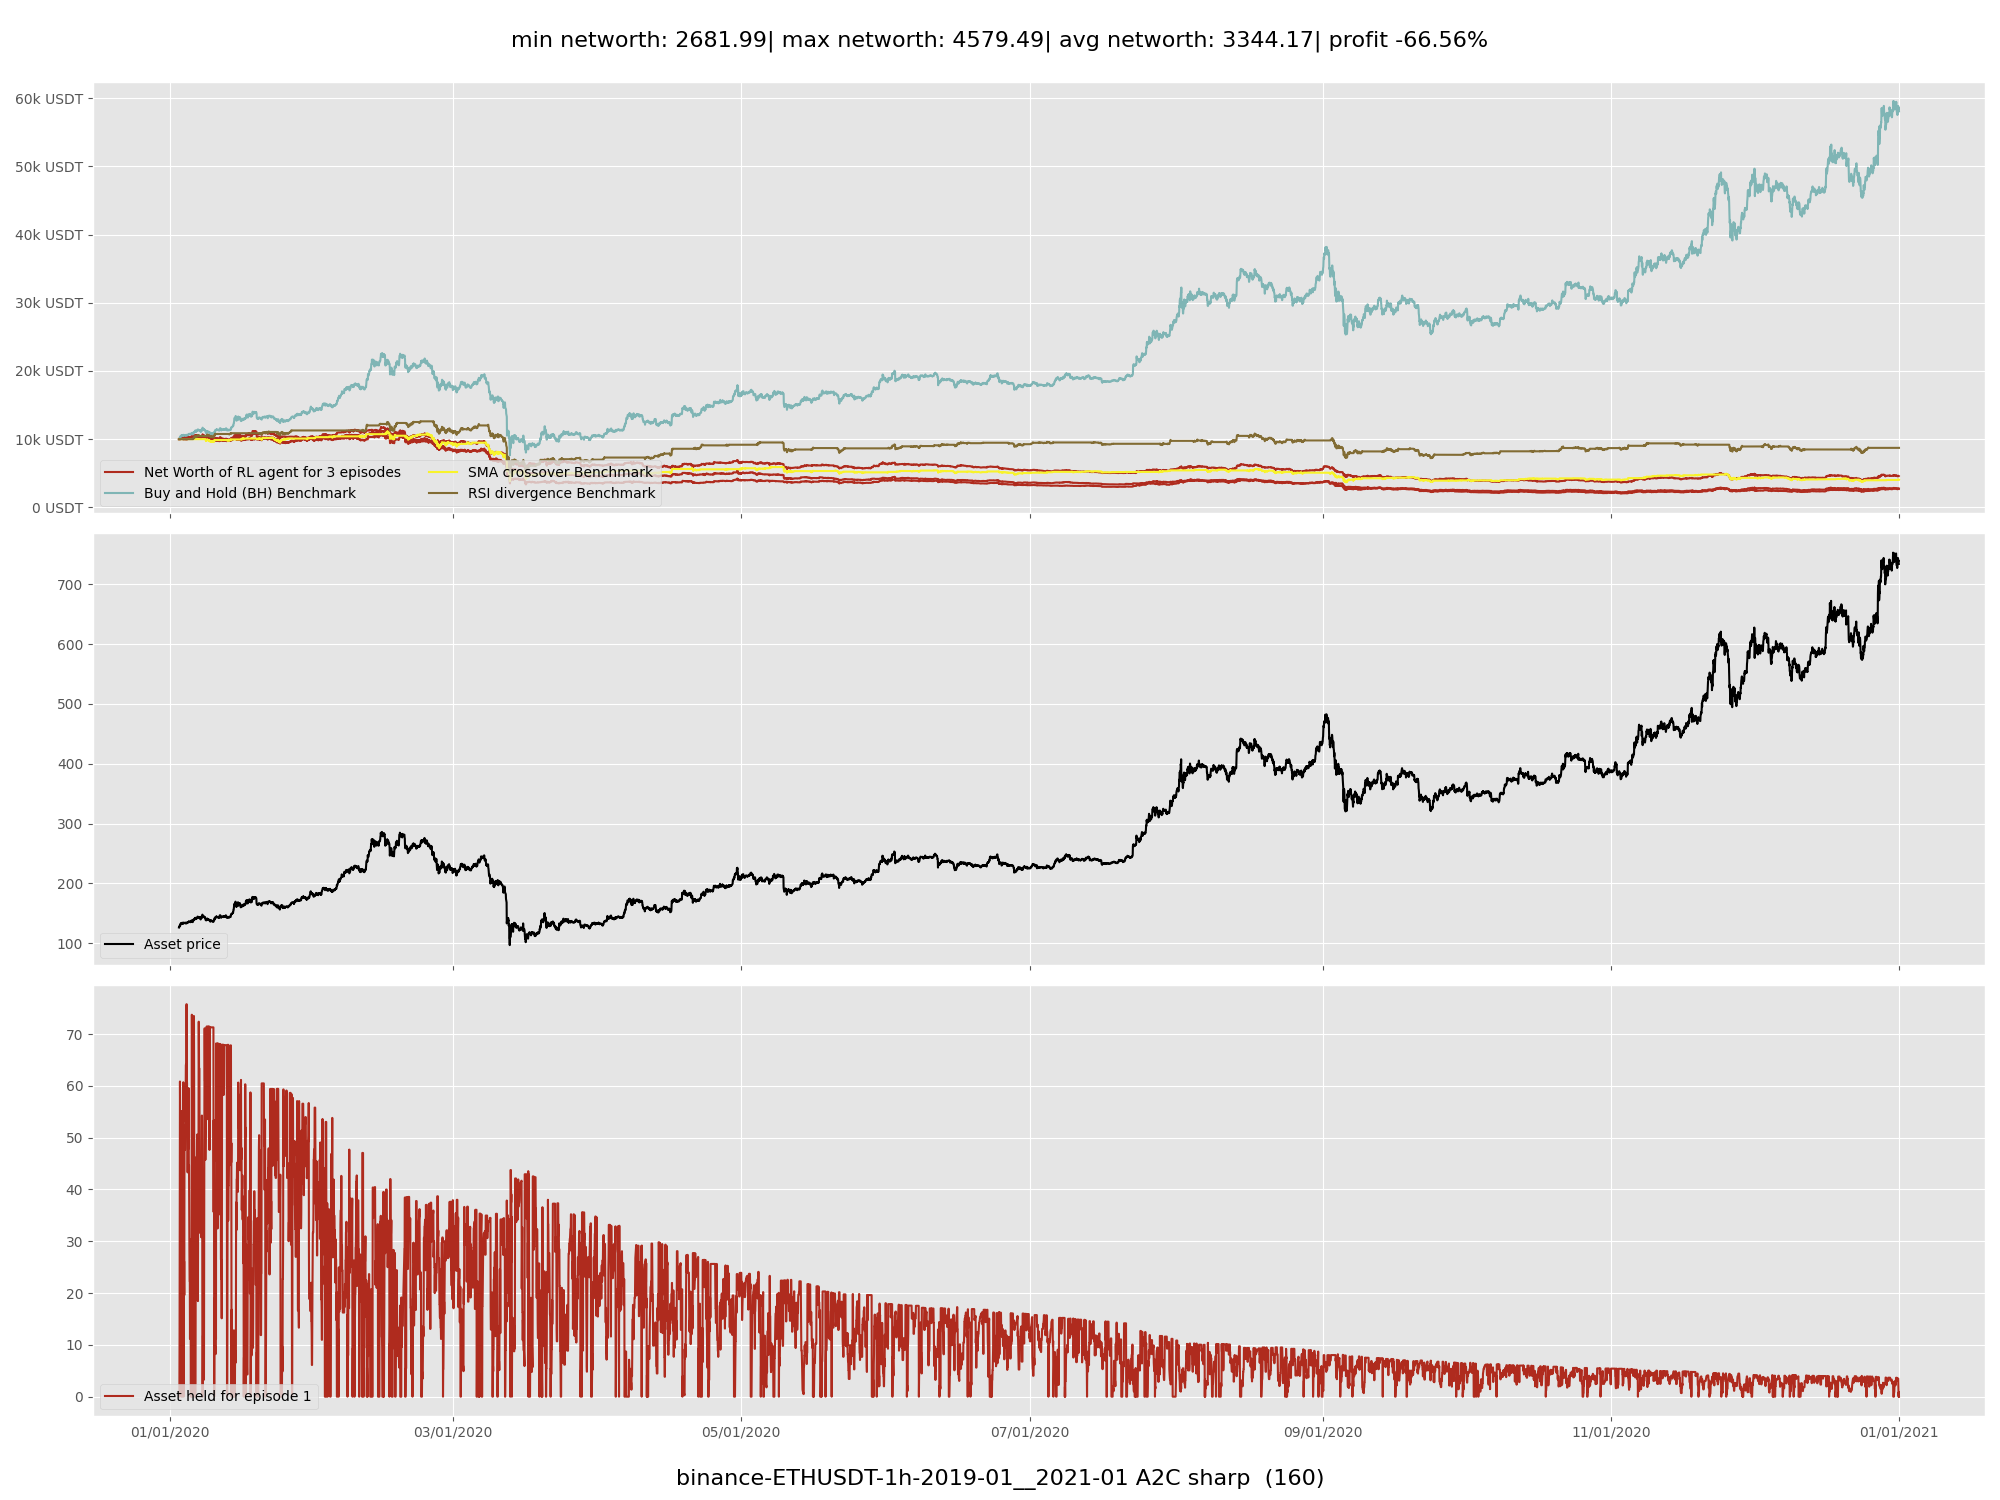 min networth: 2681.99| max networth: 4579.49| avg networth: 3344.17| profit -66.56%
60k USDT
50k USDT
40k USDT
30k USDT
20k USDT
10k USDT
0 USDT
Net Worth of RL agent for 3 episodes
Buy and Hold (BH) Benchmark
SMA crossover Benchmark
RSI divergence Benchmark
700
600
500
400
300
200
100
Asset price
70
60
50
40
30
20
10
0
Asset held for episode 1
01/01/2020 03/01/2020 05/01/2020 07/01/2020 09/01/2020 11/01/2020 01/01/2021
binance-ETHUSDT-1h-2019-01__2021-01 A2C sharp (160)